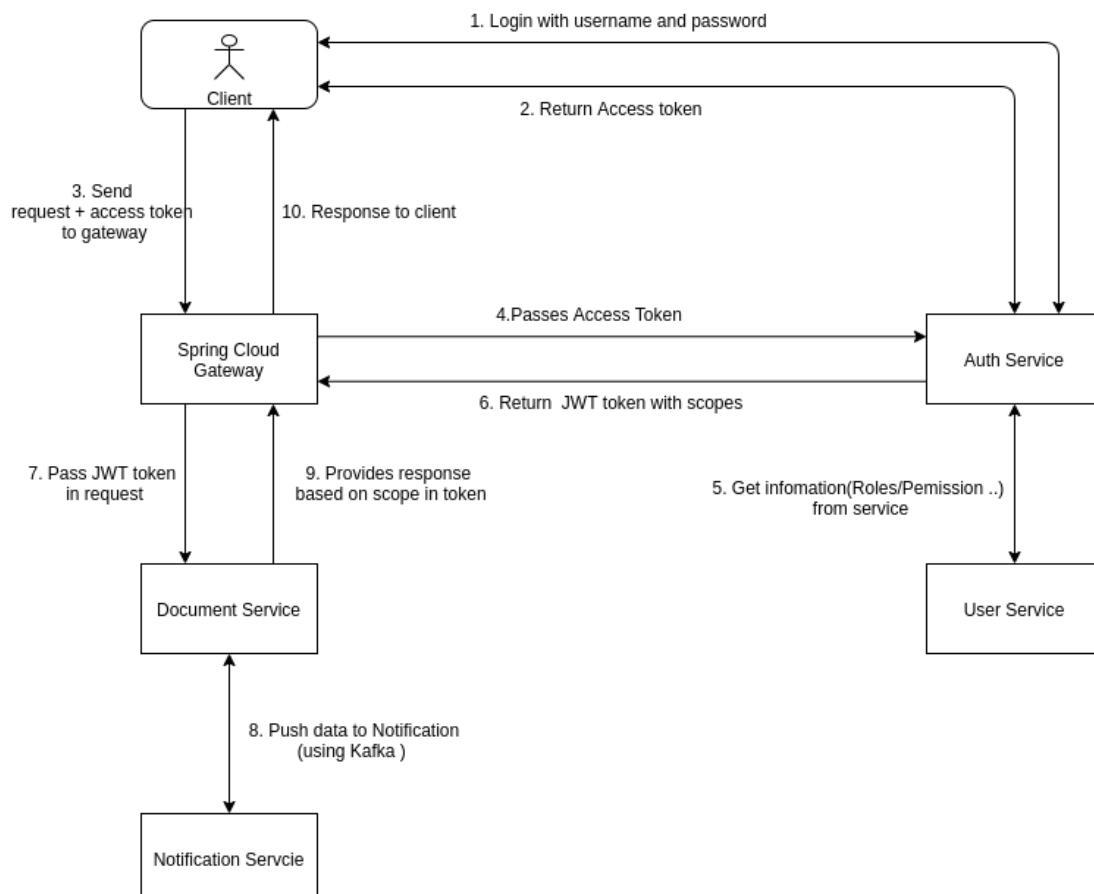 1. Login with username and password
Client
2. Return Access token
3. Send
request + access token
to gateway
10. Response to client
4.Passes Access Token
Spring Cloud
Gateway
Auth Service
6. Return JWT token with scopes
7. Pass JWT token
in request
9. Provides response
based on scope in token
5. Get infomation(Roles/Pemission ..)
from service
Document Service
User Service
8. Push data to Notification
(using Kafka )
Notification Servcie